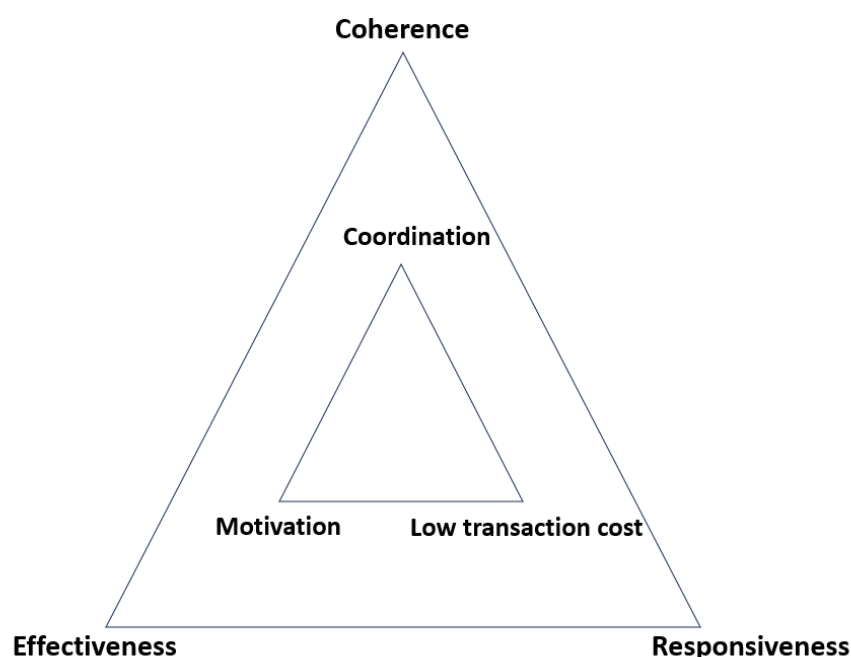 Coherence
Coordination
Motivation
Low transaction cost
Effectiveness
Responsiveness